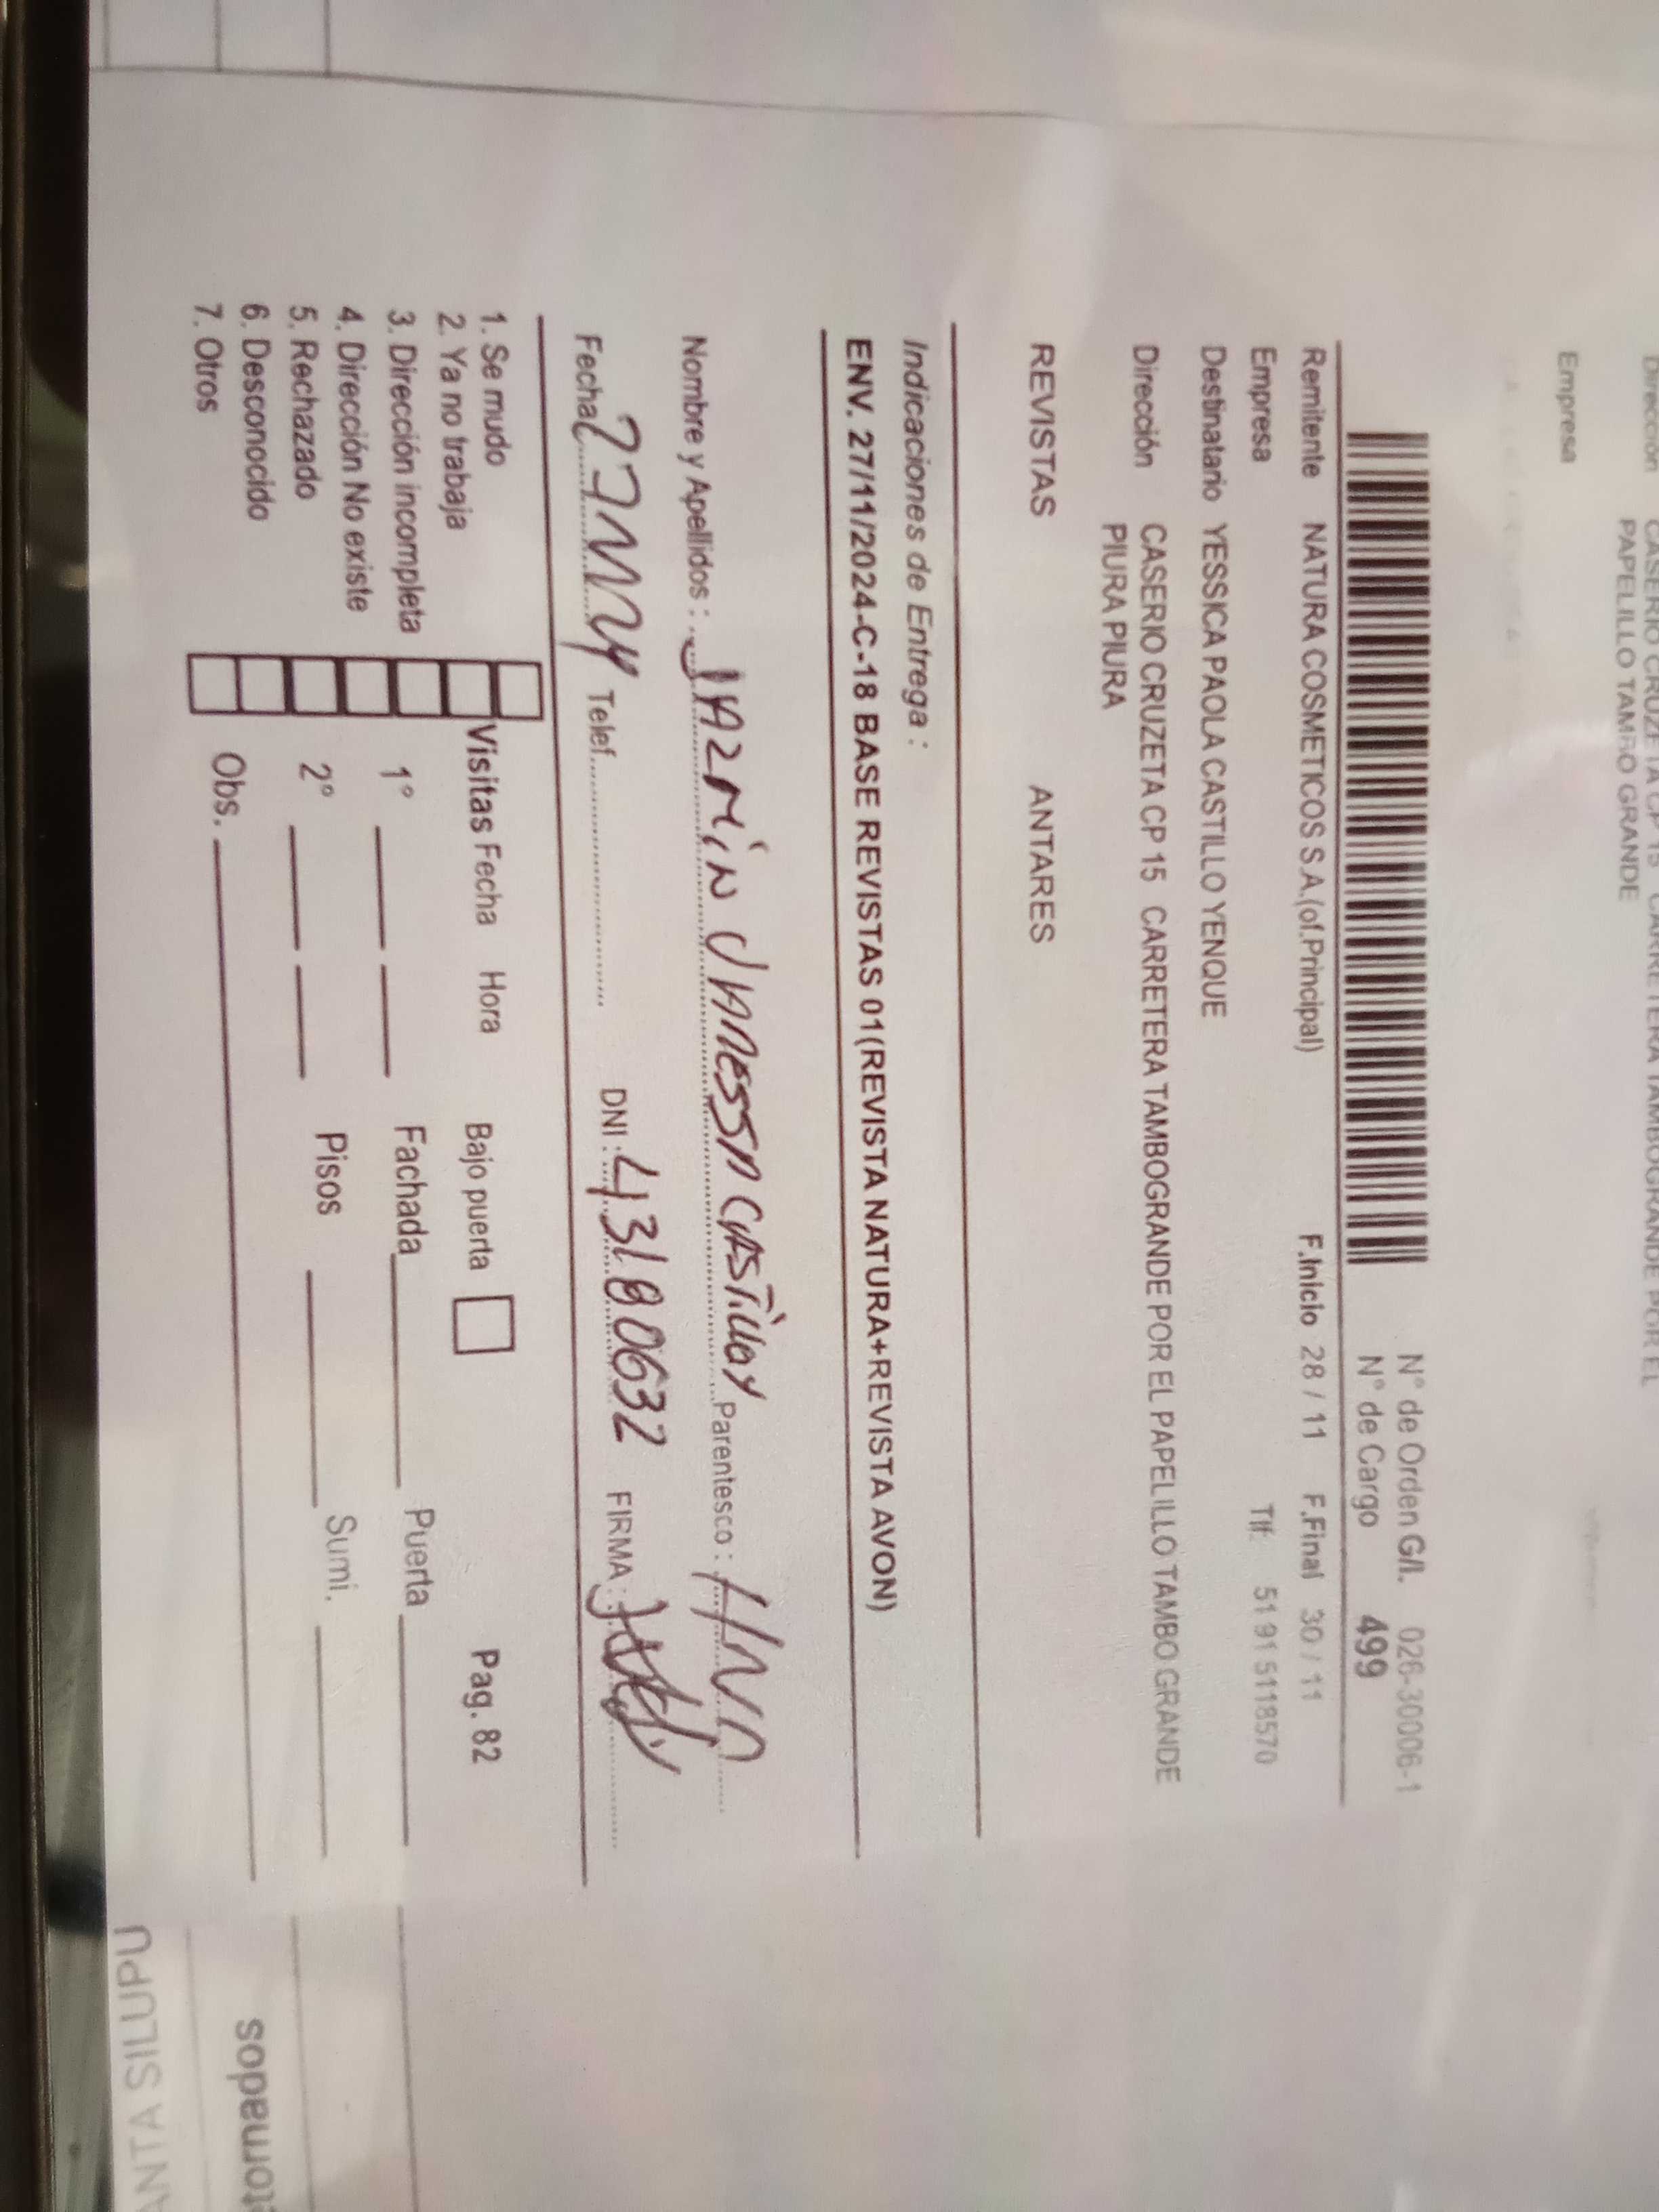 Dirección CASERIO CRUZETA CP 15 CARRETERA TAMBOGRANDE POR EL
PAPELILLO TAMBO GRANDE
Empresa
N° de Orden G/I. 026-30006-1
N° de Cargo 499
Remitente NATURA COSMETICOS S.A,(of.Principal) F.Inicio 28 / 11 F.Final 30 / 11
Empresa Tlf: 51 91 5118570
Destinatario YESSICA PAOLA CASTILLO YENQUE
Dirección CASERIO CRUZETA CP 15 CARRETERA TAMBOGRANDE POR EL PAPELILLO TAMBO GRANDE
PIURA PIURA
REVISTAS ANTARES
Indicaciones de Entrega :
ENV. 27/11/2024-C-18 BASE REVISTAS 01(REVISTA NATURA+REVISTA AVON)
Nombre y Apellidos : Jazmín Vanessa Castillo Y Parentesco :
Fecha Telef. DNI : 43180632 FIRMA :
1. Se mudo Visitas Fecha Hora Bajo puerta Pag. 82
2. Ya no trabaja
3. Dirección incompleta 1° Fachada Puerta
4. Dirección No existe
5. Rechazado 2° Pisos Sumi.
6. Desconocido
7. Otros Obs.